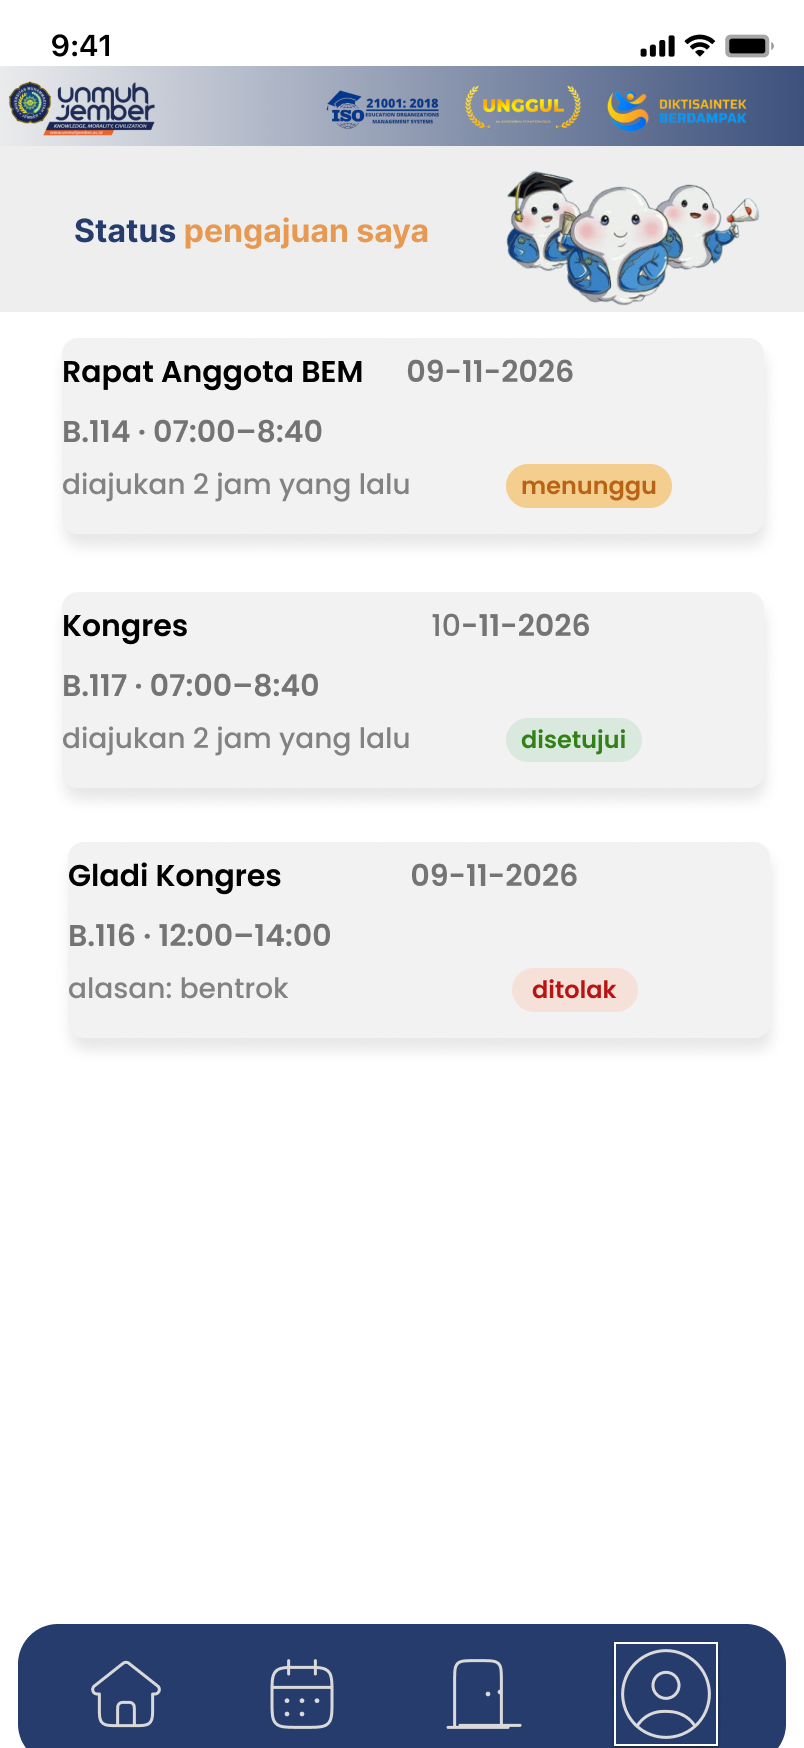 9:41
unmuh
jember
KNOWLEDGE, MORALITY, CIVILIZATION
ISO 21001: 2018
EDUCATION ORGANIZATIONS
MANAGEMENT SYSTEMS
UNGGUL
DIKTISAINTEK
BERDAMPAK
Status pengajuan saya
Rapat Anggota BEM 09-11-2026
B.114 · 07:00–8:40
diajukan 2 jam yang lalu menunggu
Kongres 10-11-2026
B.117 · 07:00–8:40
diajukan 2 jam yang lalu disetujui
Gladi Kongres 09-11-2026
B.116 · 12:00–14:00
alasan: bentrok ditolak